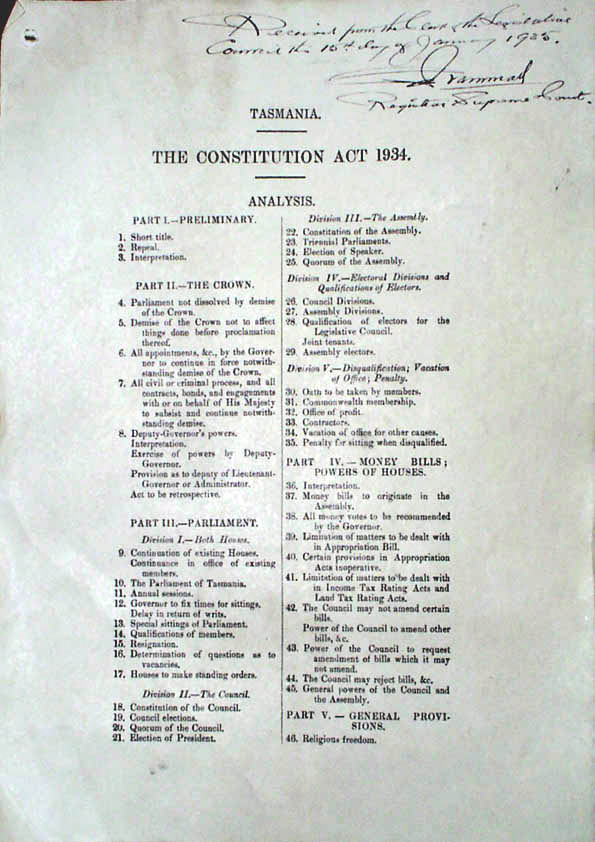 Received from the Clerk of the Legislative
Council this 15th day of January 1935.
Registrar Supreme Court.
TASMANIA.
THE CONSTITUTION ACT 1934.
ANALYSIS.
PART I.—PRELIMINARY.
1. Short title.
2. Repeal.
3. Interpretation.
PART II.—THE CROWN.
4. Parliament not dissolved by demise
of the Crown.
5. Demise of the Crown not to affect
things done before proclamation
thereof.
6. All appointments, &c., by the Gover-
nor to continue in force notwith-
standing demise of the Crown.
7. All civil or criminal process, and all
contracts, bonds, and engagements
with or on behalf of His Majesty
to subsist and continue notwith-
standing demise of the Crown.
8. Deputy-Governor's powers.
Interpretation.
Exercise of powers by Deputy-
Governor.
Provision as to deputy of Lieutenant-
Governor or Administrator.
Act to be retrospective.
PART III.—PARLIAMENT.
Division I.—Both Houses.
9. Continuation of existing Houses.
Continuance in office of existing
members.
10. The Parliament of Tasmania.
11. Annual sessions.
12. Governor to fix times for sittings.
Delay in return of writs.
13. Special sittings of Parliament.
14. Qualifications of members.
15. Resignation.
16. Determination of questions as to
vacancies.
17. Houses to make standing orders.
Division II.—The Council.
18. Constitution of the Council.
19. Council elections.
20. Quorum of the Council.
21. Election of President.
Division III.—The Assembly.
22. Constitution of the Assembly.
23. Triennial Parliaments.
24. Election of Speaker.
25. Quorum of the Assembly.
Division IV.—Electoral Divisions and
Qualifications of Electors.
26. Council Divisions.
27. Assembly Divisions.
28. Qualification of electors for the
Legislative Council.
Joint tenants.
29. Assembly electors.
Division V.—Disqualification; Vacation
of Office; Penalty.
30. Oath to be taken by members.
31. Commonwealth membership.
32. Office of profit.
33. Contractors.
34. Vacation of office for other causes.
35. Penalty for sitting when disqualified.
PART IV.—MONEY BILLS;
POWERS OF HOUSES.
36. Interpretation.
37. Money bills to originate in the
Assembly.
38. All money votes to be recommended
by the Governor.
39. Limitation of matters to be dealt with
in Appropriation Bill.
40. Certain provisions in Appropriation
Acts inoperative.
41. Limitation of matters to be dealt with
in Income Tax Rating Acts and
Land Tax Rating Acts.
42. The Council may not amend certain
bills.
Power of the Council to amend other
bills, &c.
43. Power of the Council to request
amendment of bills which it may
not amend.
44. The Council may reject bills, &c.
45. General powers of the Council and
the Assembly.
PART V.—GENERAL PROVI-
SIONS.
46. Religious freedom.